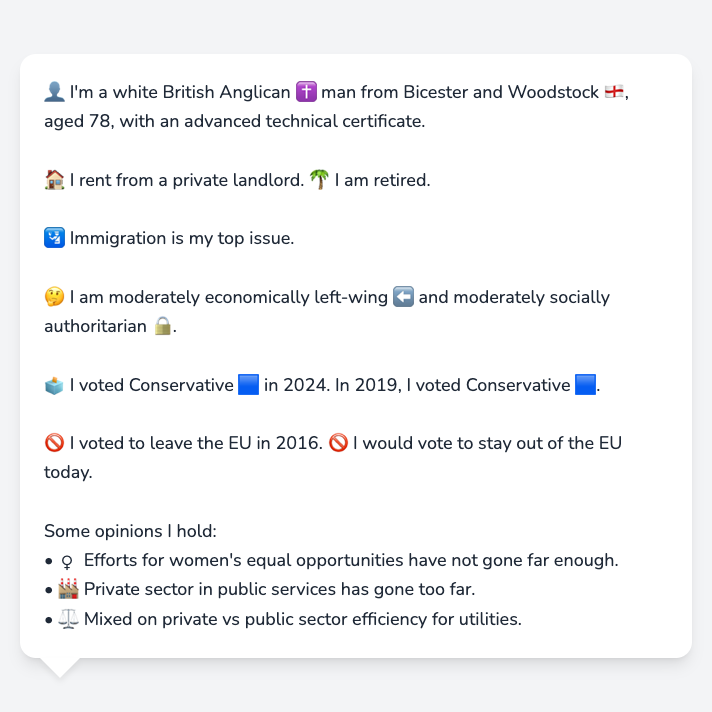 👤 I'm a white British Anglican ✝️ man from Bicester and Woodstock 🏴󠁧󠁢󠁥󠁮󠁧󠁿,
aged 78, with an advanced technical certificate.
🏠 I rent from a private landlord. 🌴 I am retired.
🛂 Immigration is my top issue.
🤔 I am moderately economically left-wing ⬅️ and moderately socially
authoritarian 🔒.
🗳️ I voted Conservative 🟦 in 2024. In 2019, I voted Conservative 🟦.
🚫 I voted to leave the EU in 2016. 🚫 I would vote to stay out of the EU
today.
Some opinions I hold:
• ♀ Efforts for women's equal opportunities have not gone far enough.
• 🏭 Private sector in public services has gone too far.
• ⚖️ Mixed on private vs public sector efficiency for utilities.